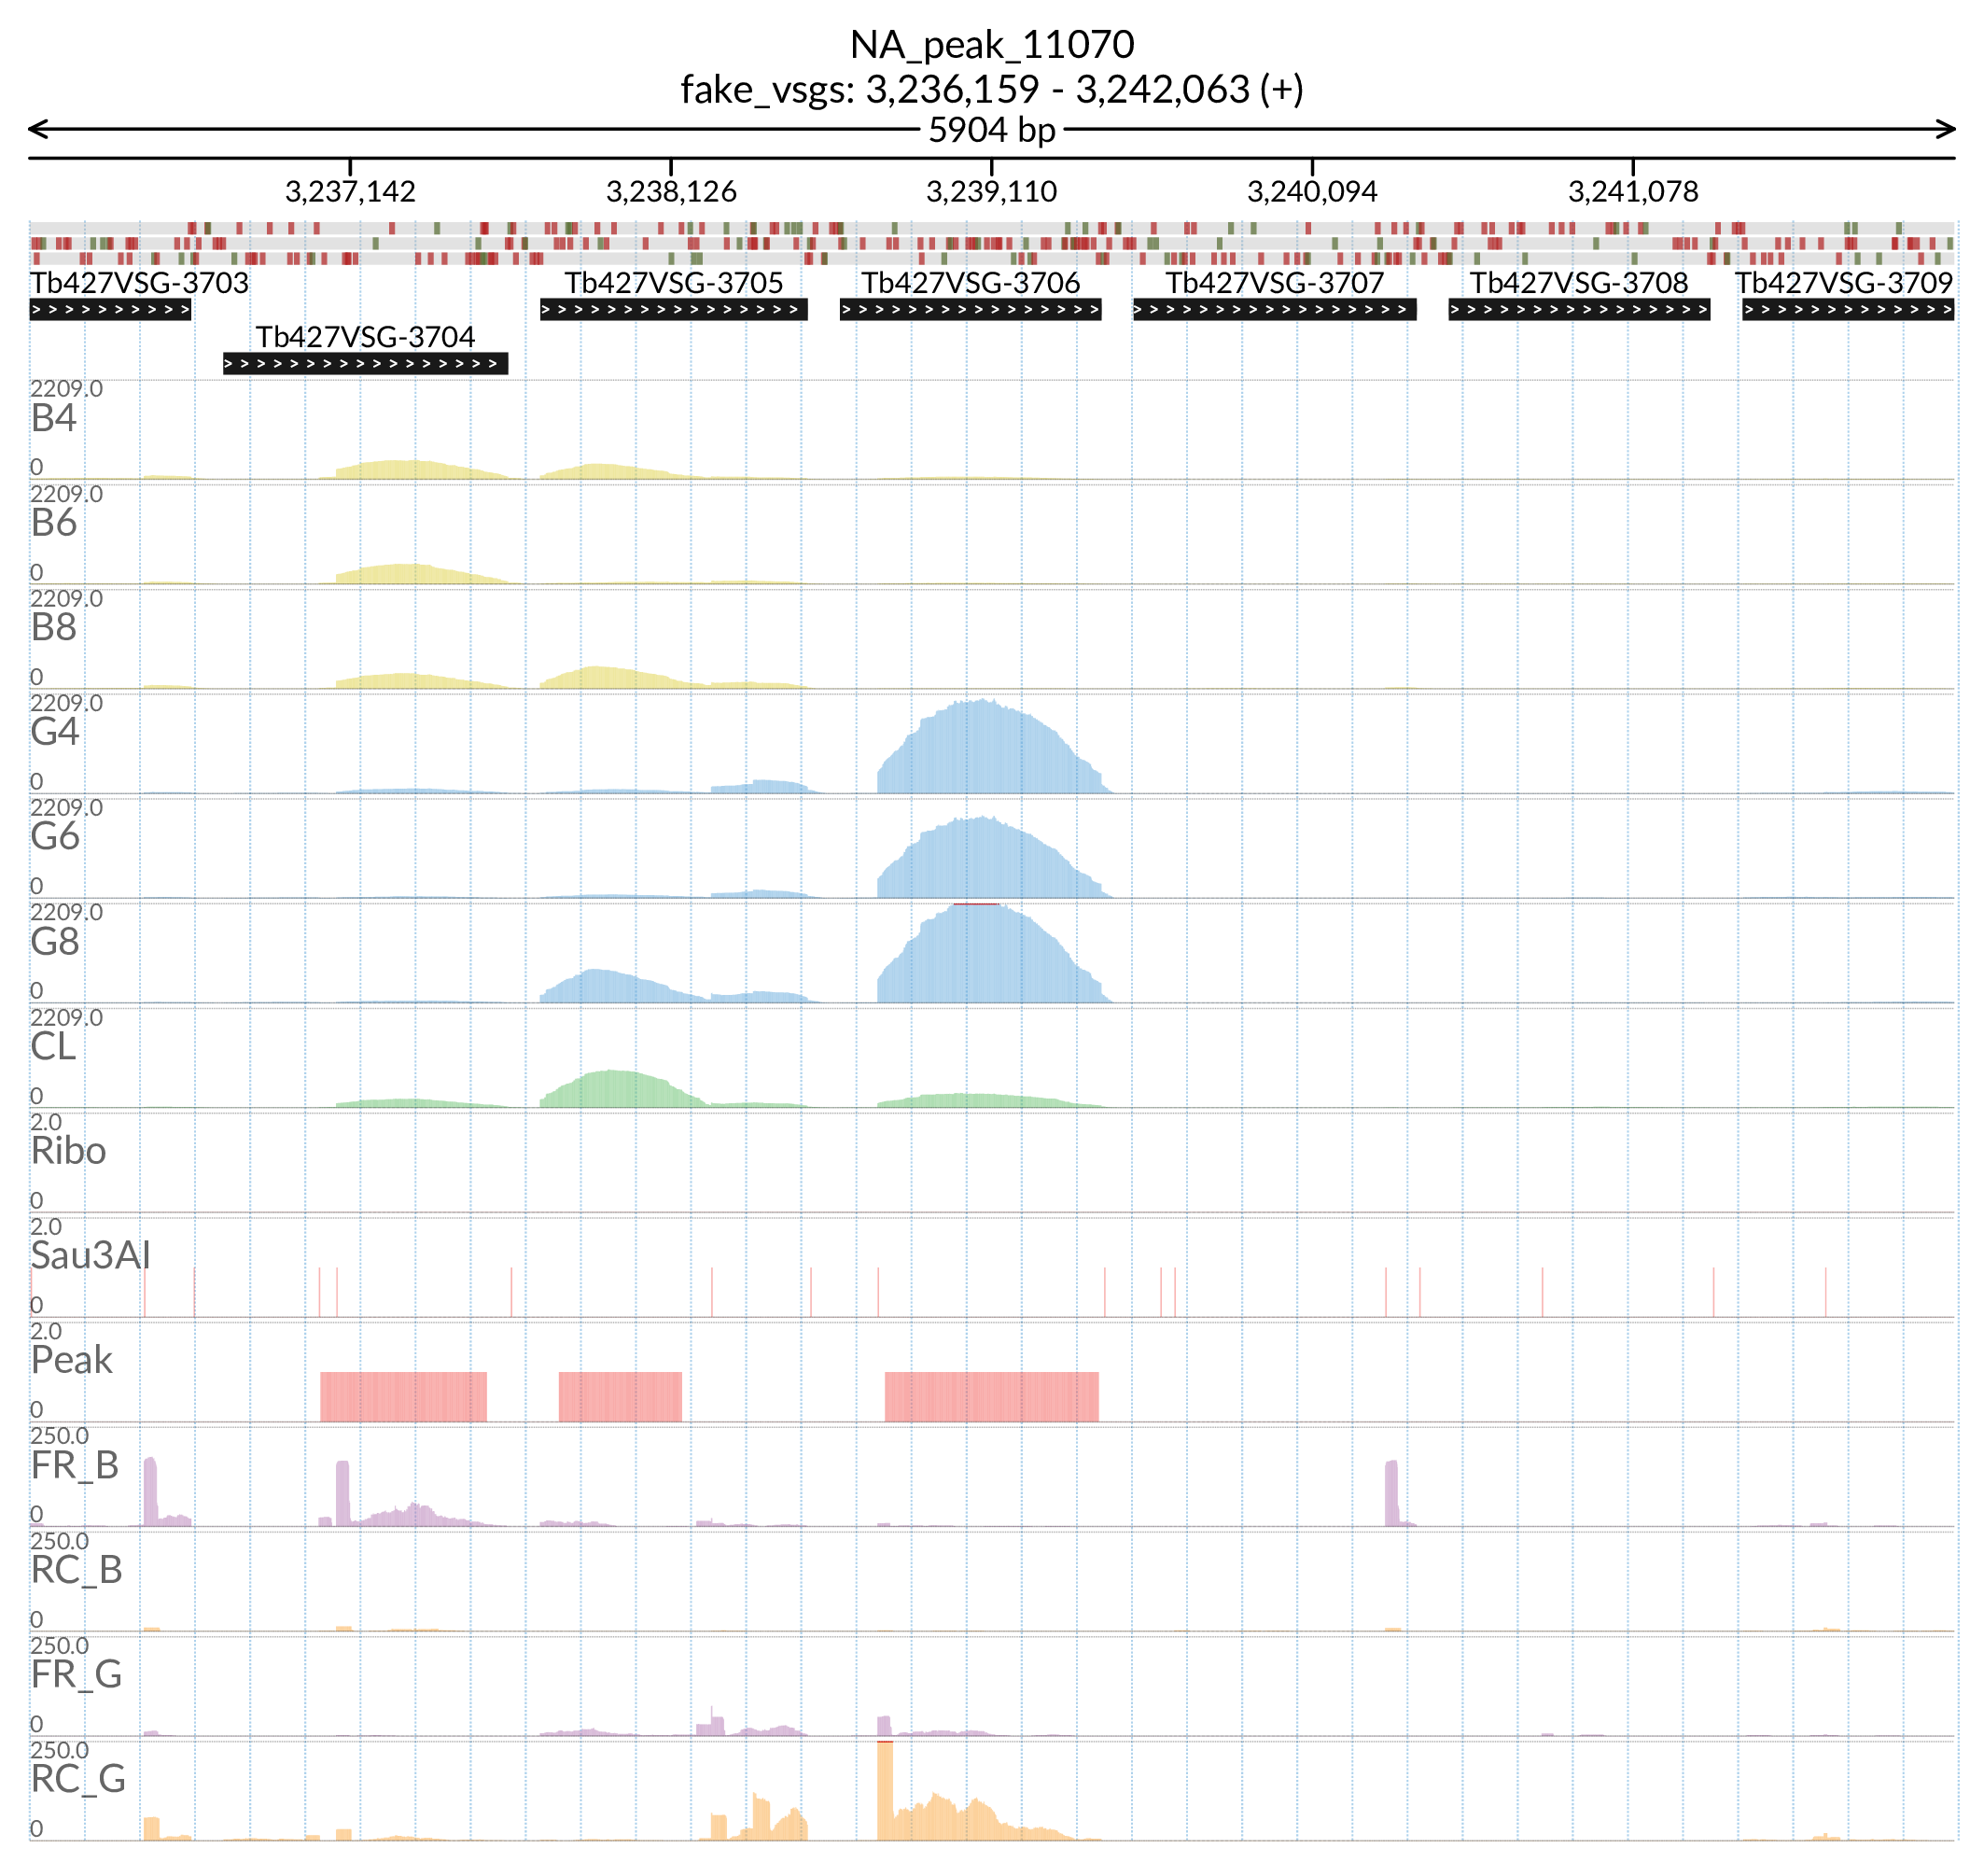 NA_peak_11070
fake_vsgs: 3,236,159 - 3,242,063 (+)
5904 bp
3,237,142 3,238,126 3,239,110 3,240,094 3,241,078
Tb427VSG-3703 Tb427VSG-3705 Tb427VSG-3706 Tb427VSG-3707 Tb427VSG-3708 Tb427VSG-3709
Tb427VSG-3704
2209.0
B4
0
2209.0
B6
0
2209.0
B8
0
2209.0
G4
0
2209.0
G6
0
2209.0
G8
0
2209.0
CL
0
2.0
Ribo
0
2.0
Sau3AI
0
2.0
Peak
0
250.0
FR_B
0
250.0
RC_B
0
250.0
FR_G
0
250.0
RC_G
0